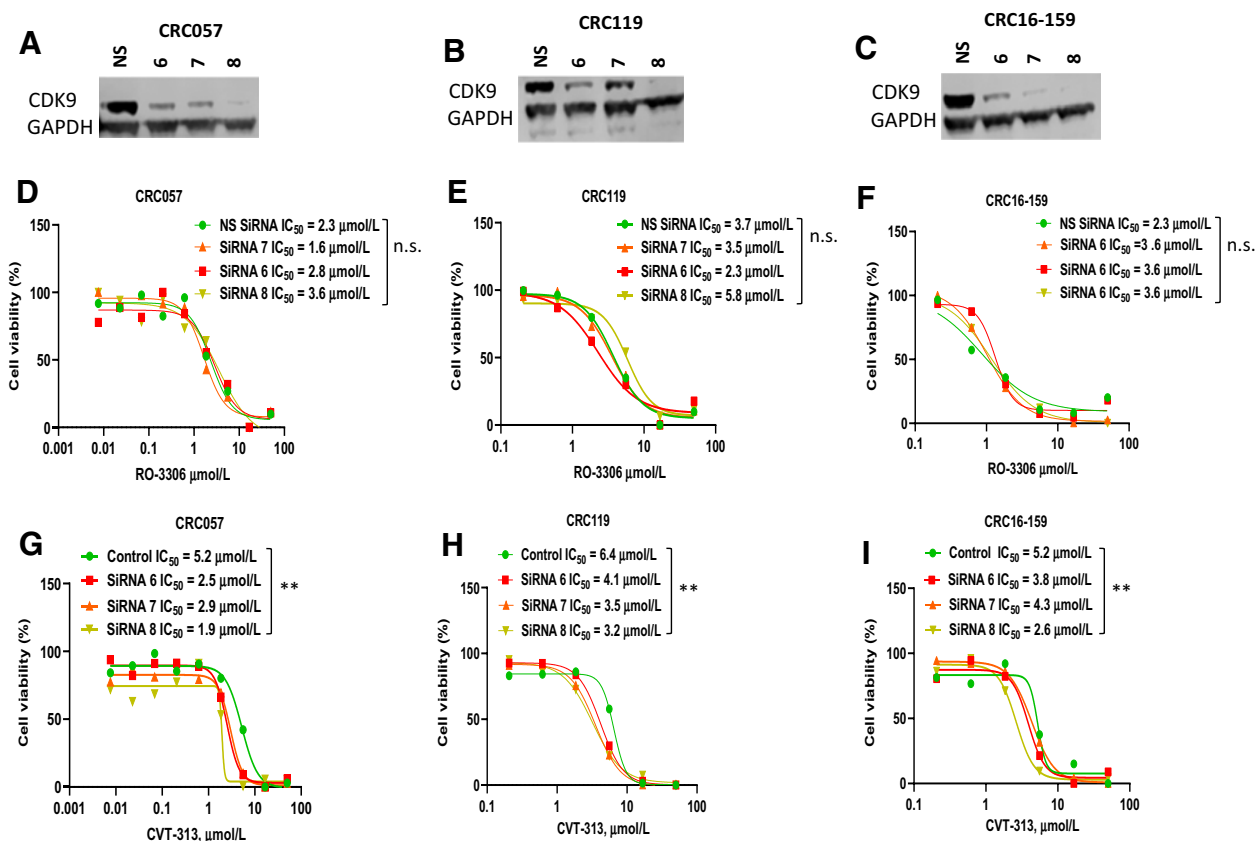 A
CRC057
NS 6 7 8
CDK9
GAPDH
B
CRC119
NS 6 7 8
CDK9
GAPDH
C
CRC16-159
NS 6 7 8
CDK9
GAPDH
D
CRC057
NS SiRNA IC50 = 2.3 µmol/L
SiRNA 7 IC50 = 1.6 µmol/L
SiRNA 6 IC50 = 2.8 µmol/L
SiRNA 8 IC50 = 3.6 µmol/L
n.s.
Cell viability (%)
150
100
50
0
0.001 0.01 0.1 1 10 100
RO-3306 µmol/L
E
CRC119
NS SiRNA IC50 = 3.7 µmol/L
SiRNA 7 IC50 = 3.5 µmol/L
SiRNA 6 IC50 = 2.3 µmol/L
SiRNA 8 IC50 = 5.8 µmol/L
n.s.
Cell viability (%)
150
100
50
0
0.1 1 10 100
RO-3306 µmol/L
F
CRC16-159
NS SiRNA IC50 = 2.3 µmol/L
SiRNA 6 IC50 =3 .6 µmol/L
SiRNA 6 IC50 = 3.6 µmol/L
SiRNA 6 IC50 = 3.6 µmol/L
n.s.
Cell viability (%)
150
100
50
0
0.1 1 10 100
RO-3306 µmol/L
G
CRC057
Control IC50 = 5.2 µmol/L
SiRNA 6 IC50 = 2.5 µmol/L
SiRNA 7 IC50 = 2.9 µmol/L
SiRNA 8 IC50 = 1.9 µmol/L
**
Cell viability (%)
150
100
50
0
0.001 0.01 0.1 1 10 100
CVT-313, µmol/L
H
CRC119
Control IC50 = 6.4 µmol/L
SiRNA 6 IC50 = 4.1 µmol/L
SiRNA 7 IC50 = 3.5 µmol/L
SiRNA 8 IC50 = 3.2 µmol/L
**
Cell viability (%)
150
100
50
0
0.1 1 10 100
CVT-313, µmol/L
I
CRC16-159
Control IC50 = 5.2 µmol/L
SiRNA 6 IC50 = 3.8 µmol/L
SiRNA 7 IC50 = 4.3 µmol/L
SiRNA 8 IC50 = 2.6 µmol/L
**
Cell viability (%)
150
100
50
0
0.1 1 10 100
CVT-313, µmol/L